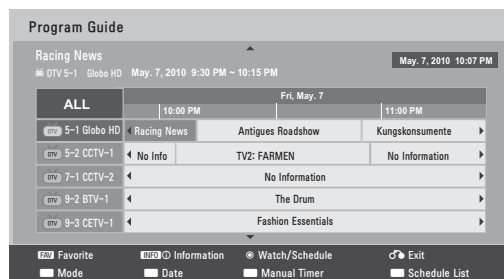 Program Guide
Racing News
DTV 5-1 Globo HD May. 7, 2010 9:30 PM ~ 10:15 PM
May. 7, 2010 10:07 PM
ALL
Fri, May. 7
10:00 PM 11:00 PM
DTV 5-1 Globo HD Racing News Antigues Roadshow Kungskonsumente
DTV 5-2 CCTV-1 No Info TV2: FARMEN No Information
DTV 7-1 CCTV-2 No Information
DTV 9-2 BTV-1 The Drum
DTV 9-3 CETV-1 Fashion Essentials
FAV Favorite INFO Information Watch/Schedule Exit
Mode Date Manual Timer Schedule List